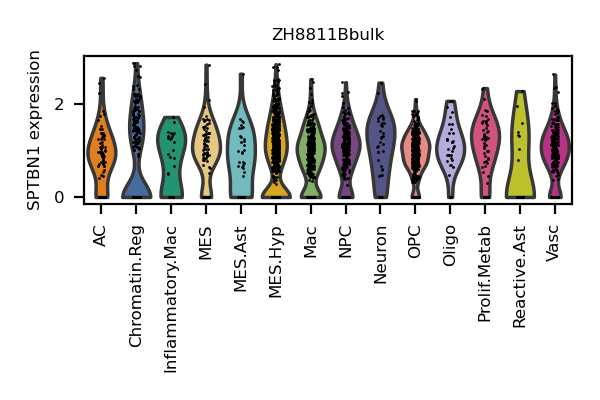 ZH8811Bbulk
SPTBN1 expression
2
0
AC
Chromatin.Reg
Inflammatory.Mac
MES
MES.Ast
MES.Hyp
Mac
NPC
Neuron
OPC
Oligo
Prolif.Metab
Reactive.Ast
Vasc